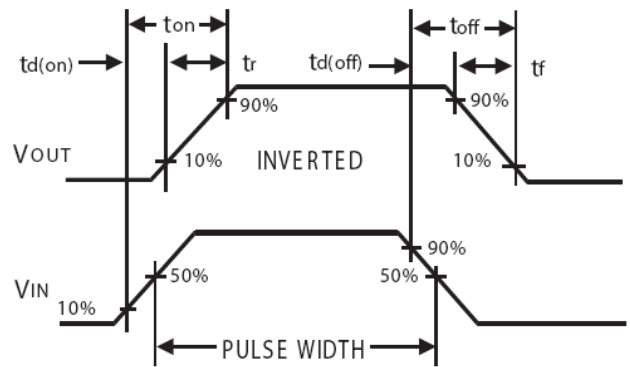 ton
toff
td(on)
tr
td(off)
tf
90%
90%
VOUT
10%
INVERTED
10%
90%
50%
50%
VIN
10%
PULSE WIDTH